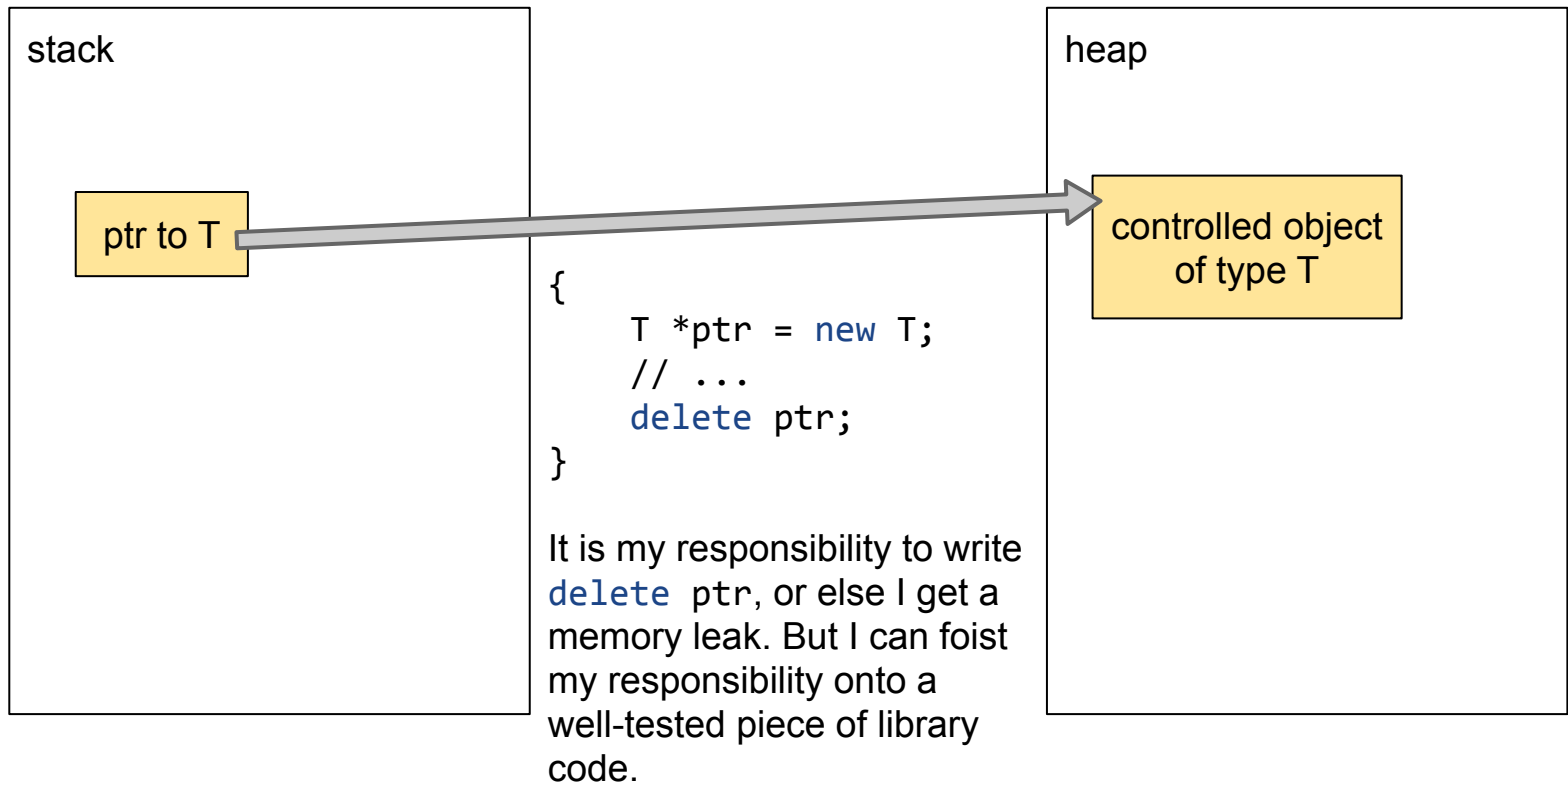 stack
heap
ptr to T
controlled object
of type T
{
    T *ptr = new T;
    // ...
    delete ptr;
}
It is my responsibility to write
delete ptr, or else I get a
memory leak. But I can foist
my responsibility onto a
well-tested piece of library
code.